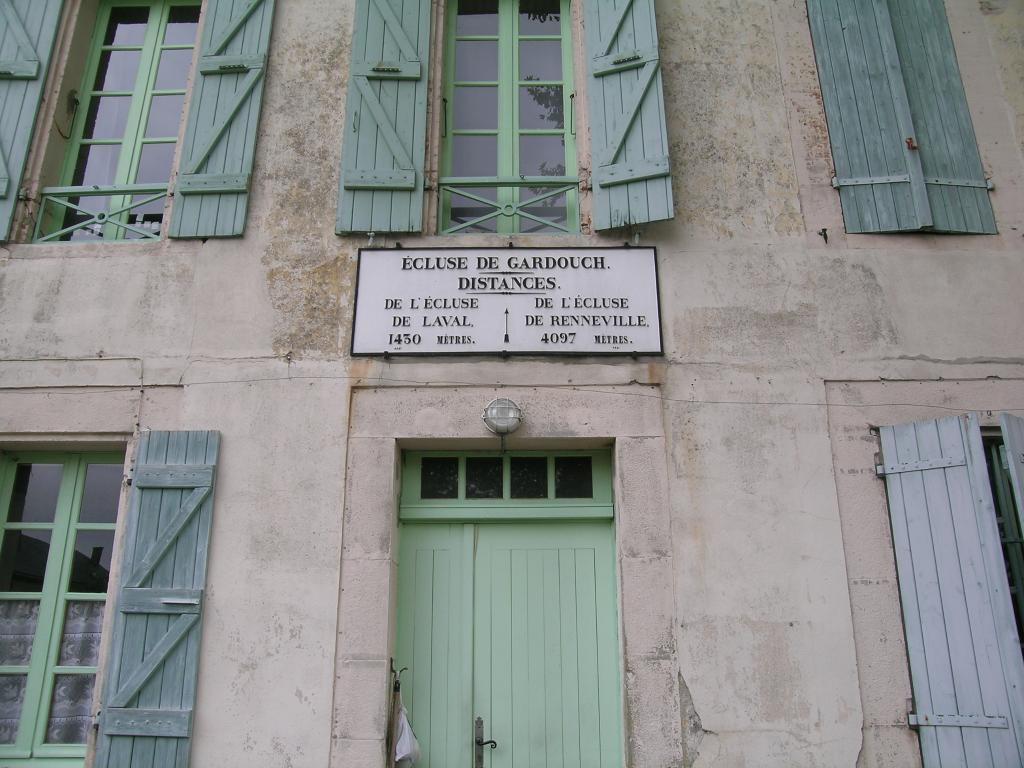 ÉCLUSE DE GARDOUCH.
DISTANCES.
DE L'ÉCLUSE
DE LAVAL,
1430 MÈTRES.
DE L'ÉCLUSE
DE RENNEVILLE,
4097 MÈTRES.